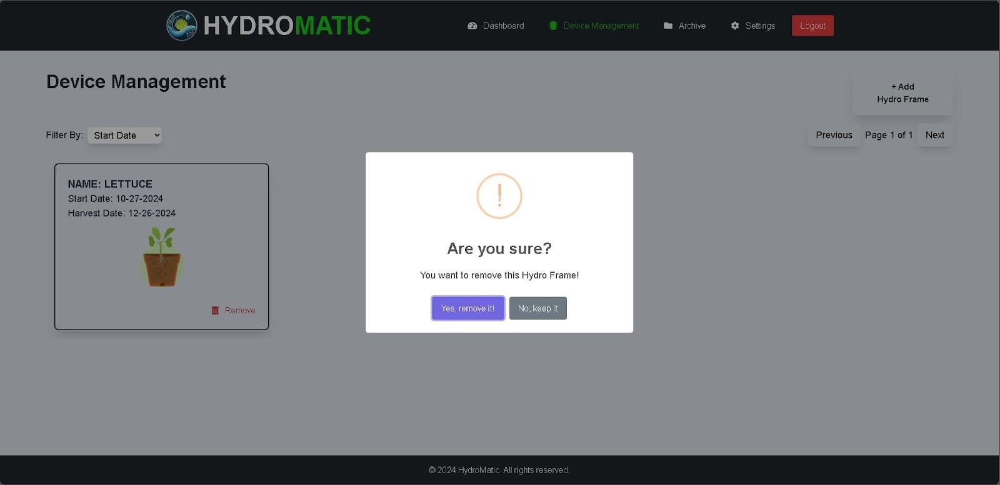 HYDROMATIC
Dashboard
Device Management
Archive
Settings
Logout
Device Management
+ Add
Hydro Frame
Filter By: Start Date
Previous Page 1 of 1 Next
NAME: LETTUCE
Start Date: 10-27-2024
Harvest Date: 12-26-2024
Remove
!
Are you sure?
You want to remove this Hydro Frame!
Yes, remove it!
No, keep it
© 2024 HydroMatic. All rights reserved.